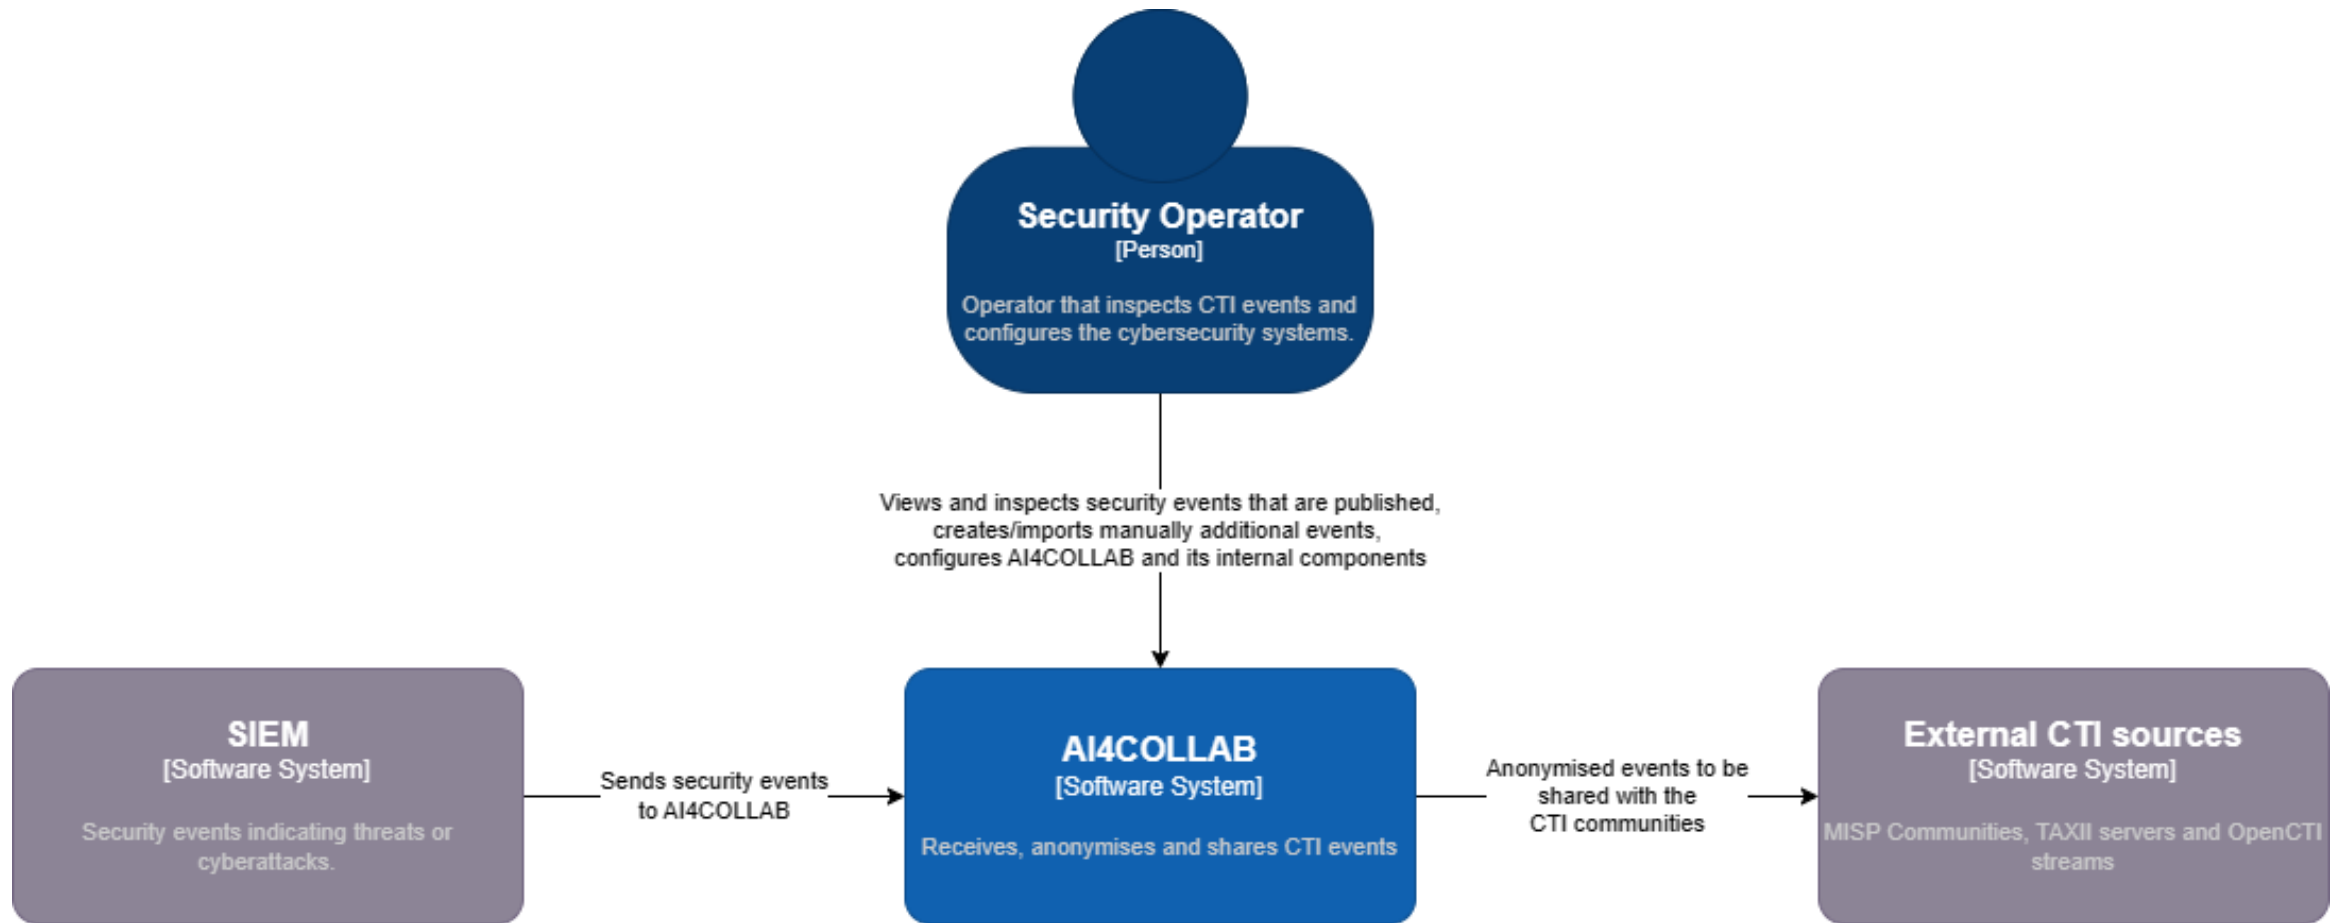 Security Operator
[Person]
Operator that inspects CTI events and
configures the cybersecurity systems.
Views and inspects security events that are published,
creates/imports manually additional events,
configures AI4COLLAB and its internal components
SIEM
[Software System]
Security events indicating threats or
cyberattacks.
Sends security events
to AI4COLLAB
AI4COLLAB
[Software System]
Receives, anonymises and shares CTI events
Anonymised events to be
shared with the
CTI communities
External CTI sources
[Software System]
MISP Communities, TAXII servers and OpenCTI
streams